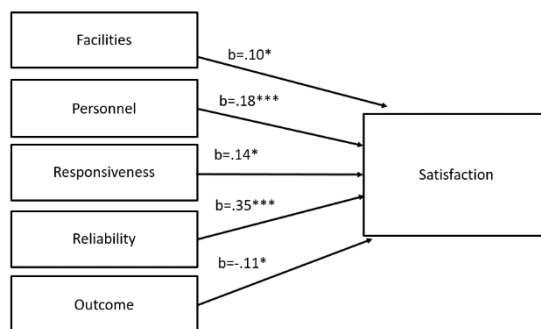 Facilities
b=.10*
Personnel
b=.18***
Responsiveness
b=.14*
Satisfaction
b=.35***
Reliability
b=-.11*
Outcome